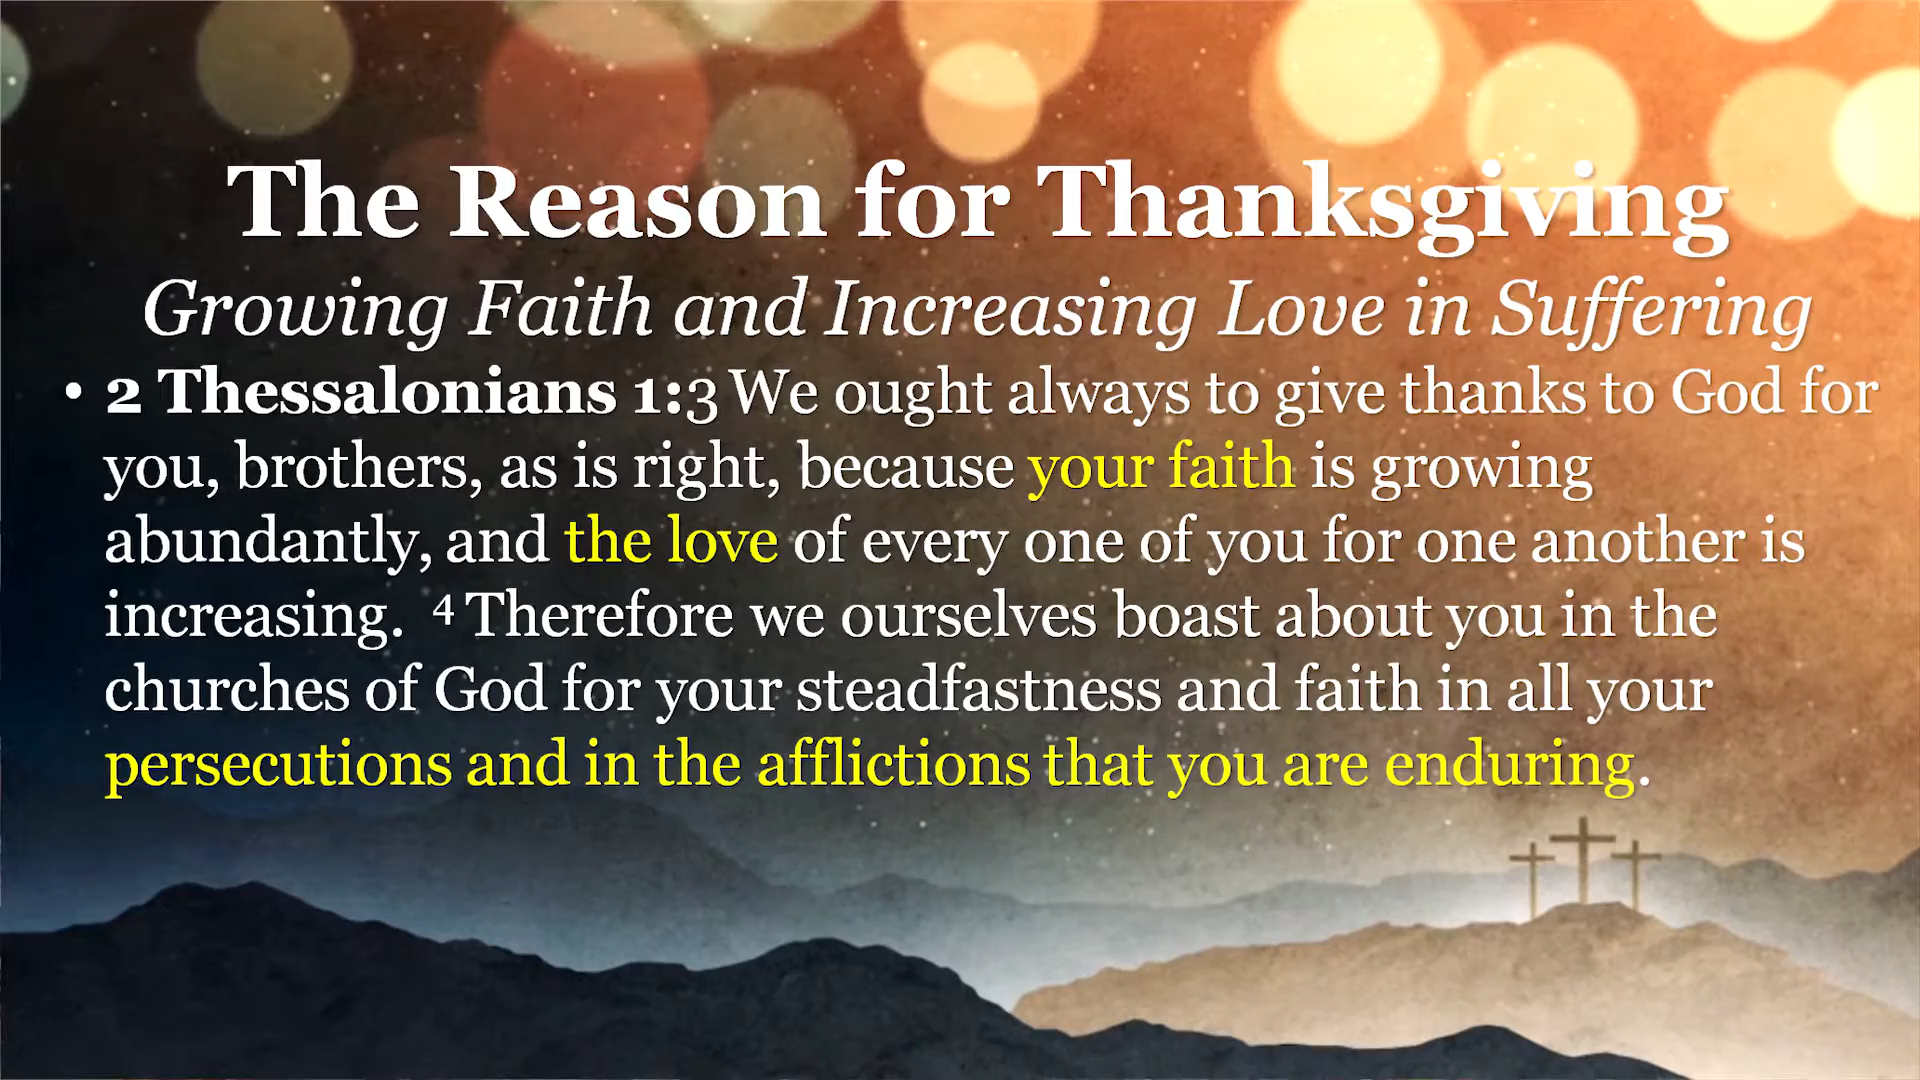 The Reason for Thanksgiving
Growing Faith and Increasing Love in Suffering
• 2 Thessalonians 1:3 We ought always to give thanks to God for
you, brothers, as is right, because your faith is growing
abundantly, and the love of every one of you for one another is
increasing. 4 Therefore we ourselves boast about you in the
churches of God for your steadfastness and faith in all your
persecutions and in the afflictions that you are enduring.